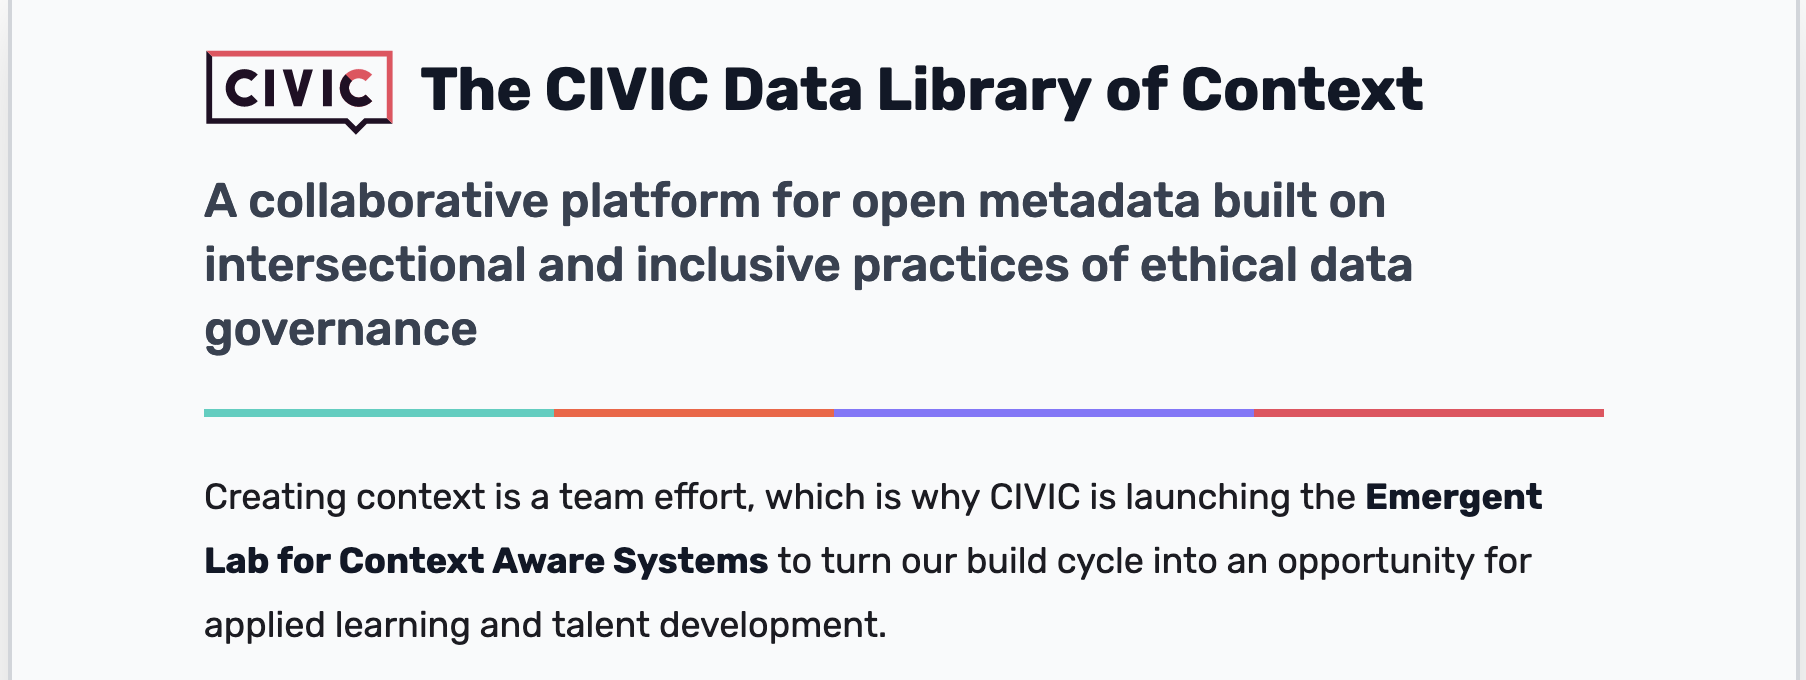 CIVIC
The CIVIC Data Library of Context
A collaborative platform for open metadata built on
intersectional and inclusive practices of ethical data
governance
Creating context is a team effort, which is why CIVIC is launching the Emergent
Lab for Context Aware Systems to turn our build cycle into an opportunity for
applied learning and talent development.